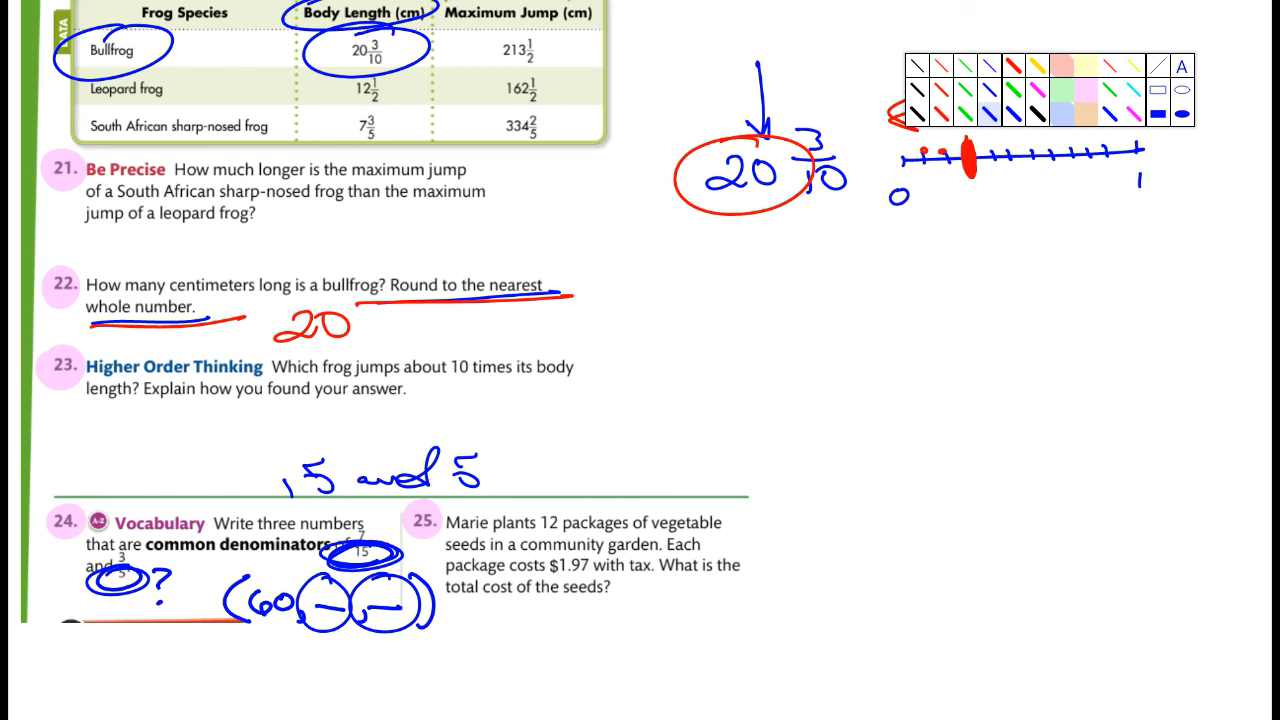 Frog Species Body Length (cm) Maximum Jump (cm)
Bullfrog 20 3/10 213 1/2
Leopard frog 12 1/2 162 1/2
South African sharp-nosed frog 7 3/5 334 2/5
A
20 3/10
0 1
21. Be Precise How much longer is the maximum jump
of a South African sharp-nosed frog than the maximum
jump of a leopard frog?
22. How many centimeters long is a bullfrog? Round to the nearest
whole number.
20
23. Higher Order Thinking Which frog jumps about 10 times its body
length? Explain how you found your answer.
15 and 5
24. A-Z Vocabulary Write three numbers
that are common denominators of 7/15
and 3/5?
(60, __, __)
25. Marie plants 12 packages of vegetable
seeds in a community garden. Each
package costs $1.97 with tax. What is the
total cost of the seeds?